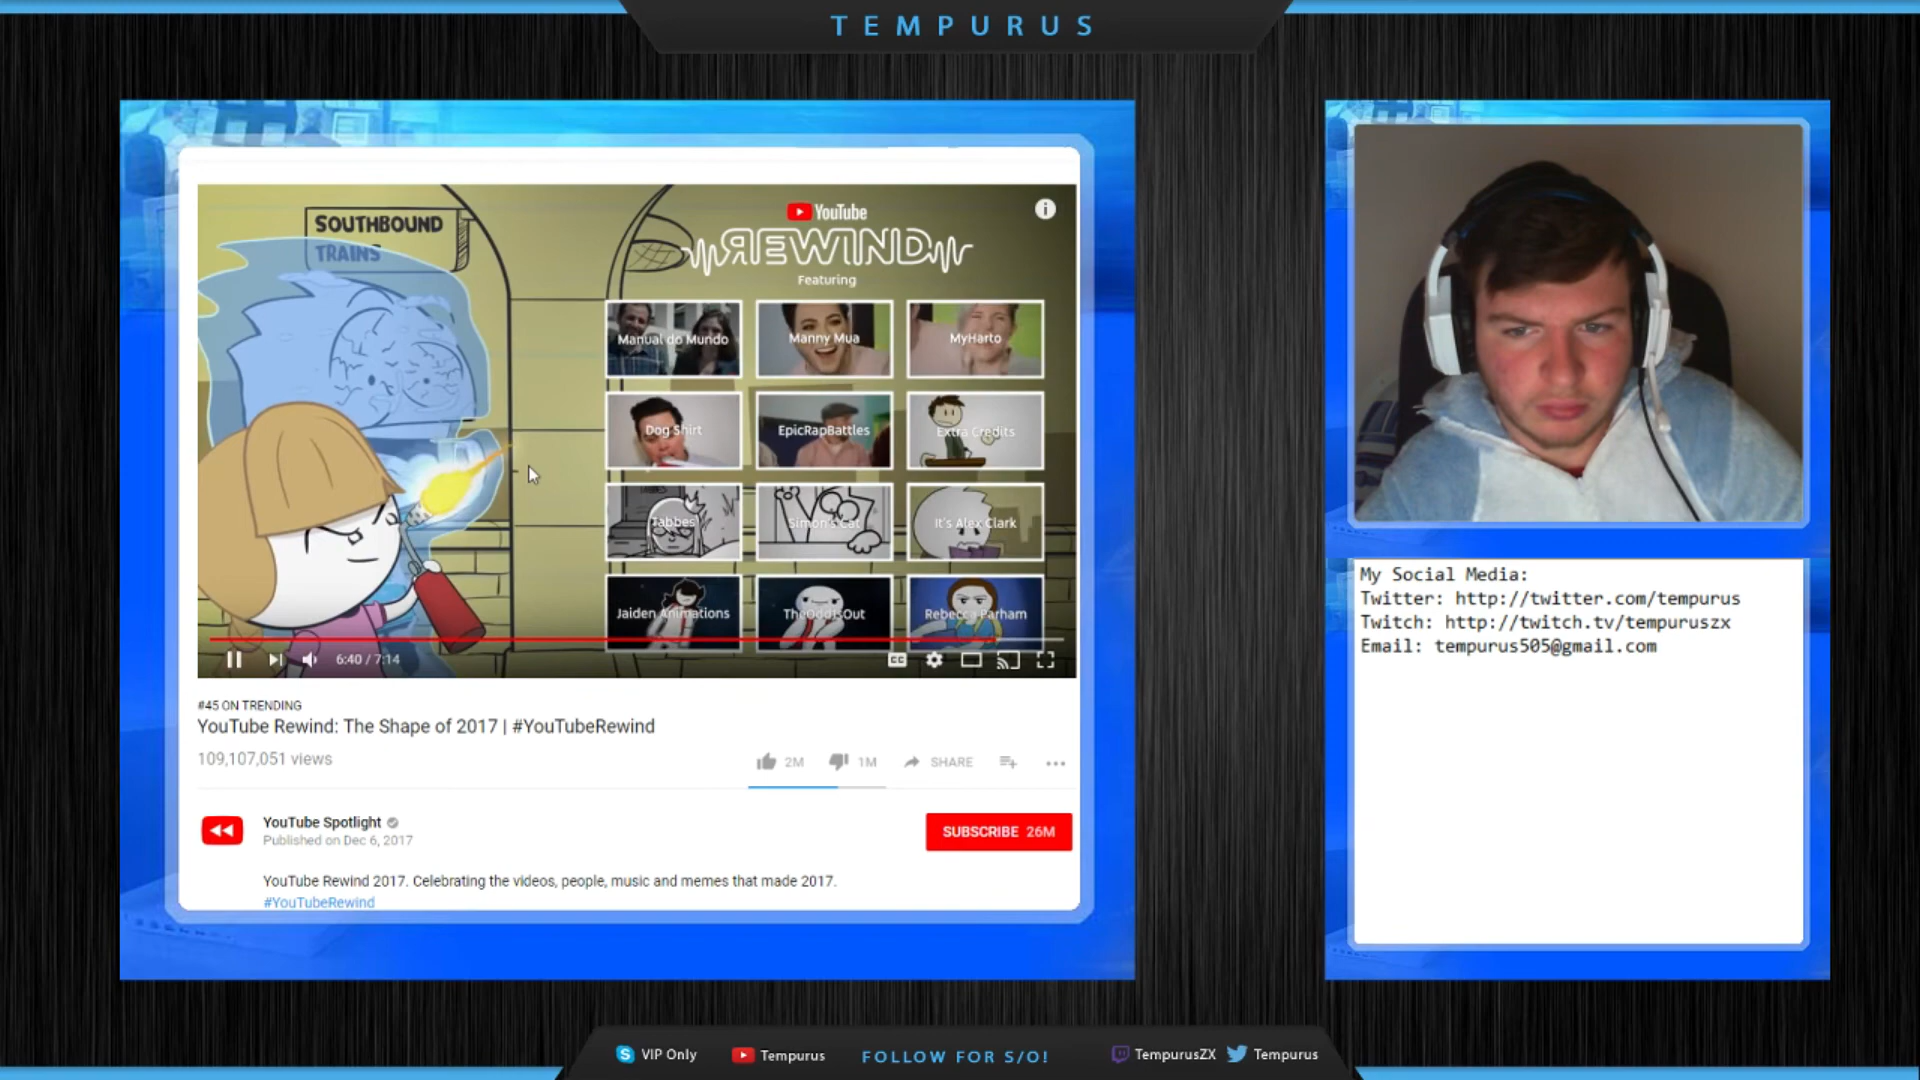 TEMPURUS
SOUTHBOUND
TRAINS
YouTube
REWIND
Featuring
Manual do Mundo
Manny Mua
MyHarto
Dog Shirt
EpicRapBattles
Extra Credits
Tabbes
Simon's Cat
It's Alex Clark
Jaiden Animations
TheOdd1sOut
Rebecca Parham
6:40 / 7:14
CC
#45 ON TRENDING
YouTube Rewind: The Shape of 2017 | #YouTubeRewind
109,107,051 views
2M
1M
SHARE
YouTube Spotlight
Published on Dec 6, 2017
SUBSCRIBE 26M
YouTube Rewind 2017. Celebrating the videos, people, music and memes that made 2017.
#YouTubeRewind
My Social Media:
Twitter: http://twitter.com/tempurus
Twitch: http://twitch.tv/tempuruszx
Email: tempurus505@gmail.com
VIP Only
Tempurus
FOLLOW FOR S/O!
TempurusZX
Tempurus